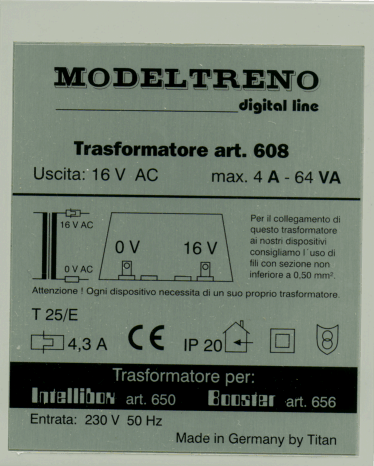 MODELTRENO
digital line
Trasformatore art. 608
Uscita: 16 V AC max. 4 A - 64 VA
16 V AC
0 V AC
0 V 16 V
Per il collegamento di
questo trasformatore
ai nostri dispositivi
consigliamo l'uso di
fili con sezione non
inferiore a 0,50 mm².
Attenzione ! Ogni dispositivo necessita di un suo proprio trasformatore.
T 25/E
4,3 A CE IP 20
Trasformatore per:
Intellibox art. 650 Booster art. 656
Entrata: 230 V 50 Hz
Made in Germany by Titan